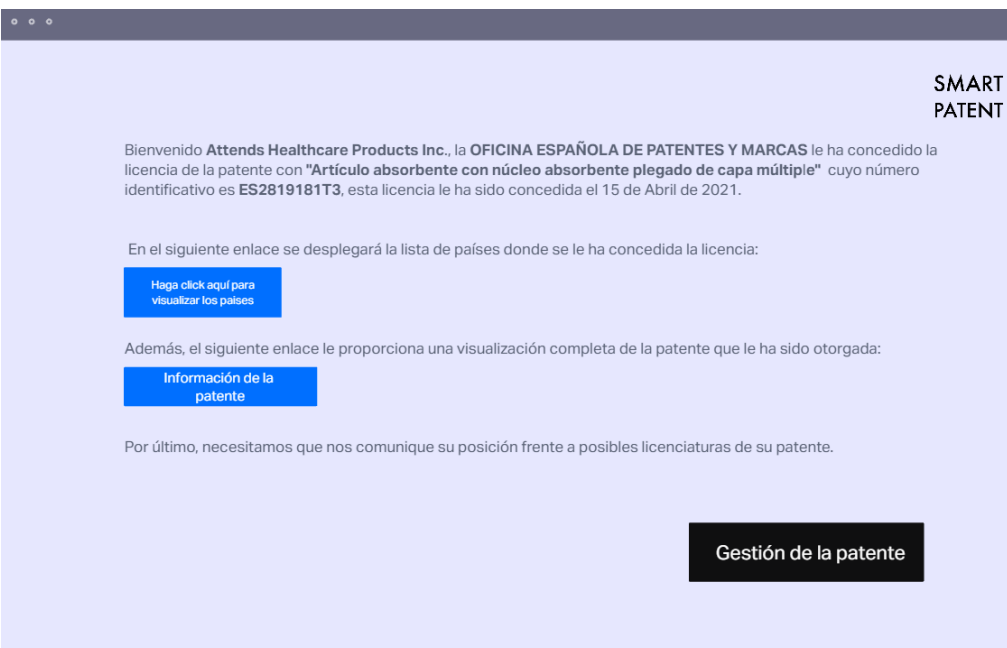 SMART
PATENT
Bienvenido Attends Healthcare Products Inc., la OFICINA ESPAÑOLA DE PATENTES Y MARCAS le ha concedido la
licencia de la patente con "Artículo absorbente con núcleo absorbente plegado de capa múltiple" cuyo número
identificativo es ES2819181T3, esta licencia le ha sido concedida el 15 de Abril de 2021.
En el siguiente enlace se desplegará la lista de países donde se le ha concedida la licencia:
Haga click aquí para
visualizar los paises
Además, el siguiente enlace le proporciona una visualización completa de la patente que le ha sido otorgada:
Información de la
patente
Por último, necesitamos que nos comunique su posición frente a posibles licenciaturas de su patente.
Gestión de la patente